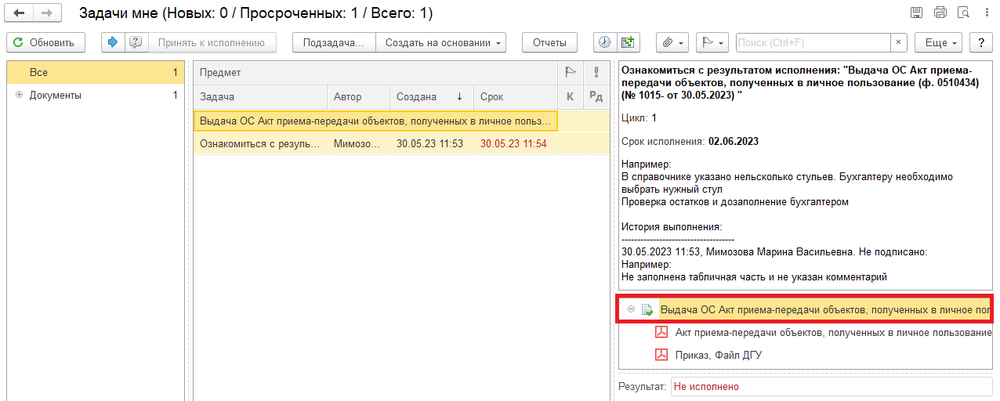 Задачи мне (Новых: 0 / Просроченных: 1 / Всего: 1)
Обновить
Принять к исполнению
Подзадача...
Создать на основании
Отчеты
Поиск (Ctrl+F)
×
Еще
?
Все 1
Документы 1
Предмет
Задача Автор Создана ↓ Срок К Рд
Выдача ОС Акт приема-передачи объектов, полученных в личное польз...
Ознакомиться с резуль... Мимозо... 30.05.23 11:53 30.05.23 11:54
Ознакомиться с результатом исполнения: "Выдача ОС Акт приема-
передачи объектов, полученных в личное пользование (ф. 0510434)
(№ 1015- от 30.05.2023) "
Цикл: 1
Срок исполнения: 02.06.2023
Например:
В справочнике указано нельсколько стульев. Бухгалтеру необходимо
выбрать нужный стул
Проверка остатков и дозаполнение бухгалтером
История выполнения:
------------------------------------
30.05.2023 11:53, Мимозова Марина Васильевна. Не подписано:
Например:
Не заполнена табличная часть и не указан комментарий
Выдача ОС Акт приема-передачи объектов, полученных в личное пол
Акт приема-передачи объектов, полученных в личное пользование
Приказ, Файл ДГУ
Результат: Не исполнено